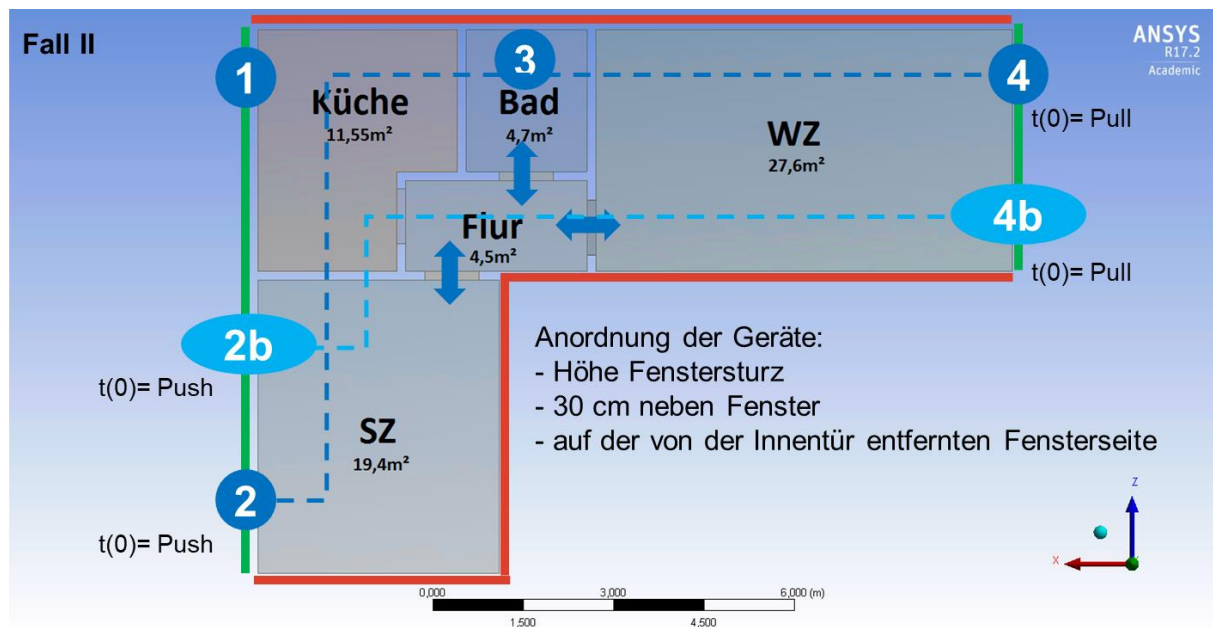 Fall II
ANSYS
R17.2
Academic
1
3
4
Küche
11,55m²
Bad
4,7m²
WZ
27,6m²
t(0)= Pull
Flur
4,5m²
4b
t(0)= Pull
2b
t(0)= Push
Anordnung der Geräte:
- Höhe Fenstersturz
- 30 cm neben Fenster
- auf der von der Innentür entfernten Fensterseite
SZ
19,4m²
2
t(0)= Push
Z
X
0,000
3,000
6,000 (m)
1,500
4,500